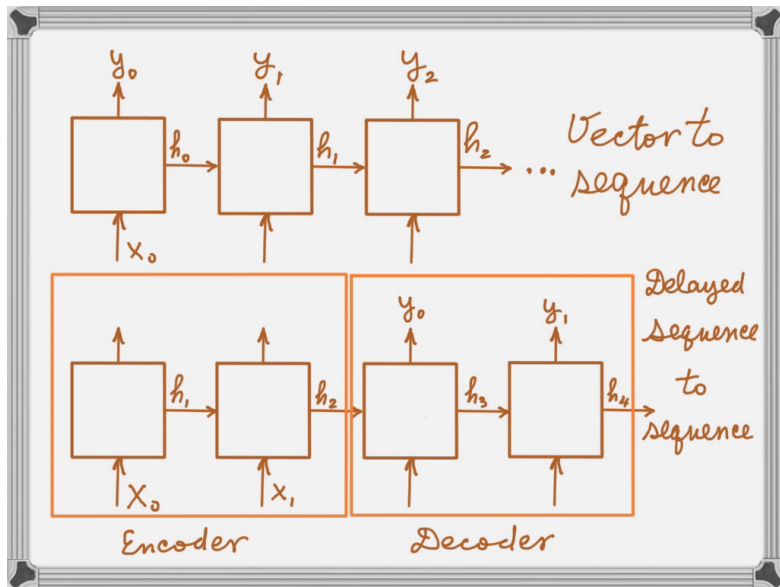 y₀ y₁ y₂
h₀ h₁ h₂ ... Vector to
sequence
x₀
Delayed
sequence
to
sequence
y₀ y₁
h₁ h₂ h₃ h₄
X₀ x₁
Encoder Decoder